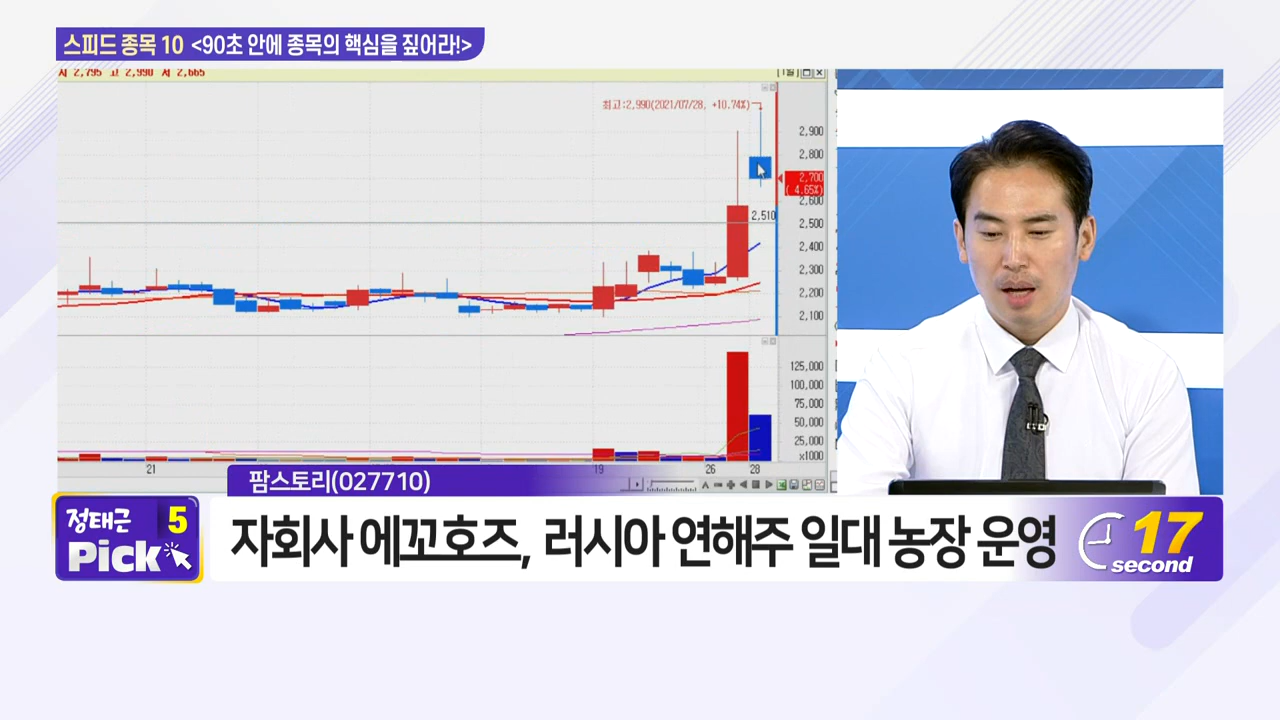 스피드 종목 10 <90초 안에 종목의 핵심을 짚어라!>
시 2,795 고 2,990 저 2,665
최고:2,990(2021/07/28, +10.74%)
2,900
2,800
2,700
( 4.65%)
2,600
2,510
2,500
2,400
2,300
2,200
2,100
125,000
100,000
75,000
50,000
25,000
x1000
21
19
26
28
팜스토리(027710)
정태근 5
Pick
자회사 에꼬호즈, 러시아 연해주 일대 농장 운영
17
second